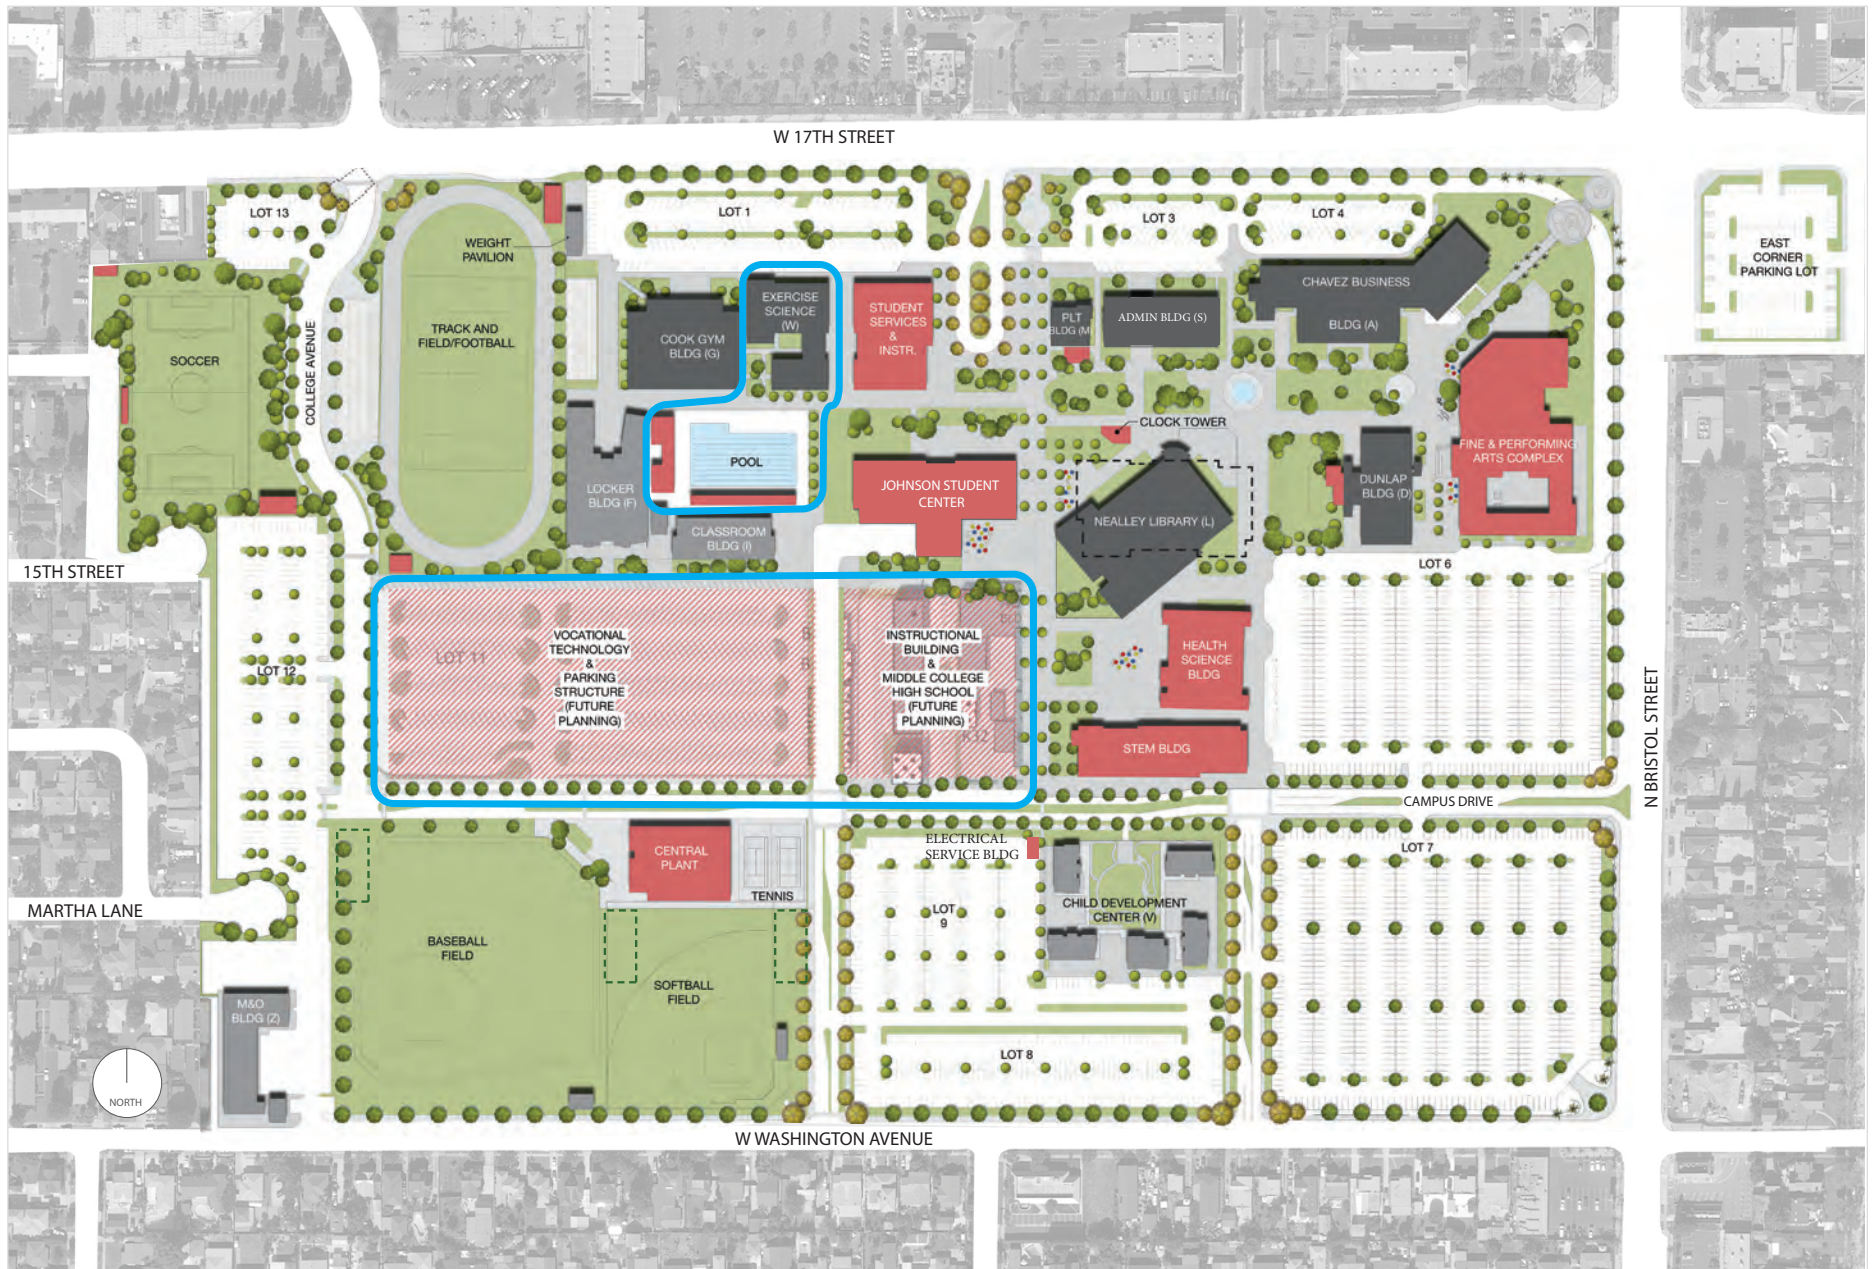 W 17TH STREET
LOT 13
LOT 1
LOT 3
LOT 4
WEIGHT
PAVILION
EAST
CORNER
PARKING LOT
EXERCISE
SCIENCE
(W)
STUDENT
SERVICES
&
INSTR.
PLT
BLDG (M)
ADMIN BLDG (S)
CHAVEZ BUSINESS
BLDG (A)
COLLEGE AVENUE
TRACK AND
FIELD/FOOTBALL
COOK GYM
BLDG (G)
SOCCER
CLOCK TOWER
FINE & PERFORMING
ARTS COMPLEX
POOL
LOCKER
BLDG (F)
JOHNSON STUDENT
CENTER
DUNLAP
BLDG (D)
NEALLEY LIBRARY (L)
CLASSROOM
BLDG (I)
15TH STREET
LOT 6
VOCATIONAL
TECHNOLOGY
&
PARKING
STRUCTURE
(FUTURE
PLANNING)
LOT 11
INSTRUCTIONAL
BUILDING
&
MIDDLE COLLEGE
HIGH SCHOOL
(FUTURE
PLANNING)
HEALTH
SCIENCE
BLDG
LOT 12
N BRISTOL STREET
STEM BLDG
CAMPUS DRIVE
ELECTRICAL
SERVICE BLDG
CENTRAL
PLANT
LOT 7
TENNIS
MARTHA LANE
LOT
9
CHILD DEVELOPMENT
CENTER (V)
BASEBALL
FIELD
SOFTBALL
FIELD
M&O
BLDG (Z)
LOT 8
NORTH
W WASHINGTON AVENUE